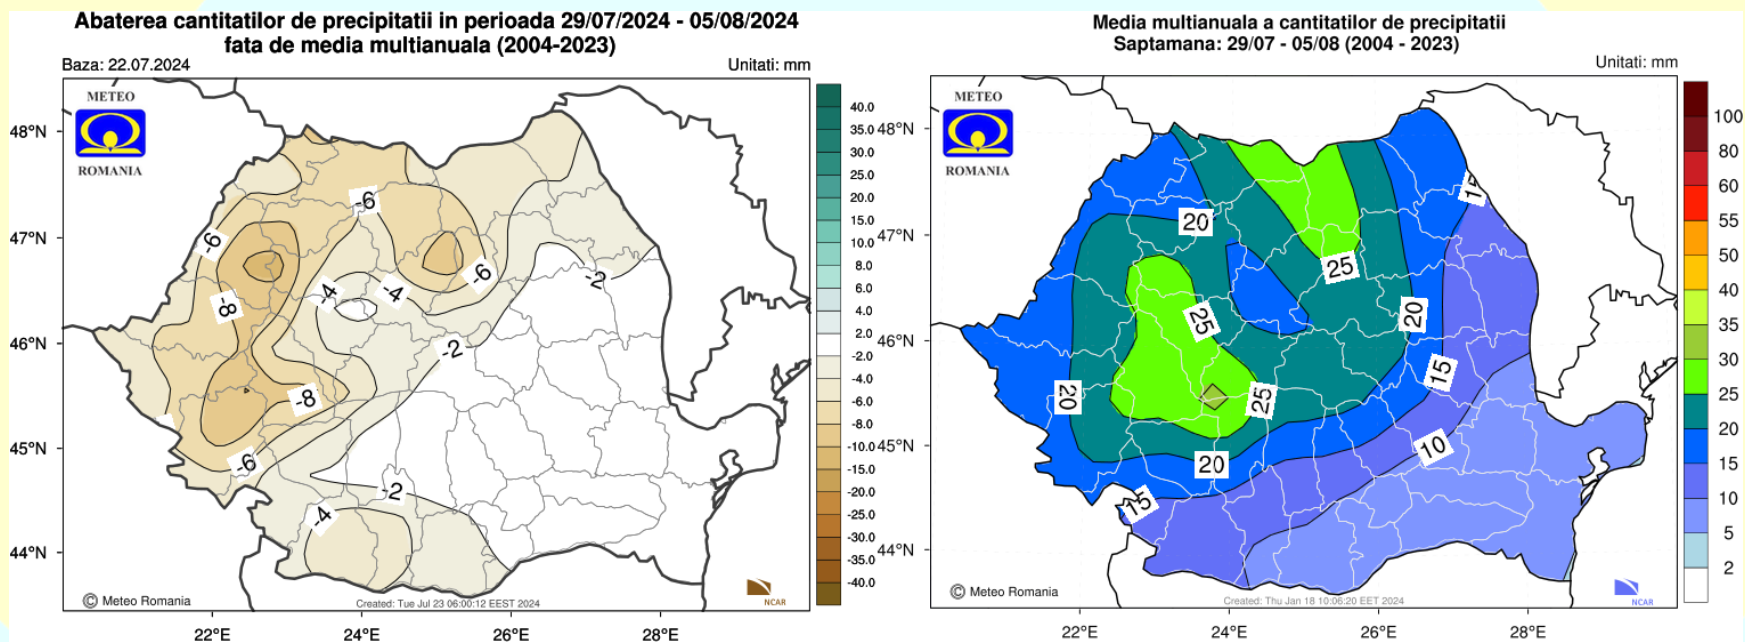 Abaterea cantitatilor de precipitatii in perioada 29/07/2024 - 05/08/2024
fata de media multianuala (2004-2023)
Baza: 22.07.2024
Unitati: mm
METEO
ROMANIA
48°N
47°N
46°N
45°N
44°N
22°E
24°E
26°E
28°E
-6
-6
-6
-2
-4
-4
-8
-2
-8
-6
-2
-4
40.0
35.0
30.0
25.0
20.0
15.0
10.0
8.0
6.0
4.0
2.0
-2.0
-4.0
-6.0
-8.0
-10.0
-15.0
-20.0
-25.0
-30.0
-35.0
-40.0
© Meteo Romania
Created: Tue Jul 23 06:00:12 EEST 2024
NCAR
Media multianuala a cantitatilor de precipitatii
Saptamana: 29/07 - 05/08 (2004 - 2023)
Unitati: mm
METEO
ROMANIA
48°N
47°N
46°N
45°N
44°N
22°E
24°E
26°E
28°E
15
20
25
20
25
15
20
25
10
20
15
100
80
60
55
50
40
35
30
25
20
15
10
5
2
© Meteo Romania
Created: Thu Jan 18 10:06:20 EET 2024
NCAR